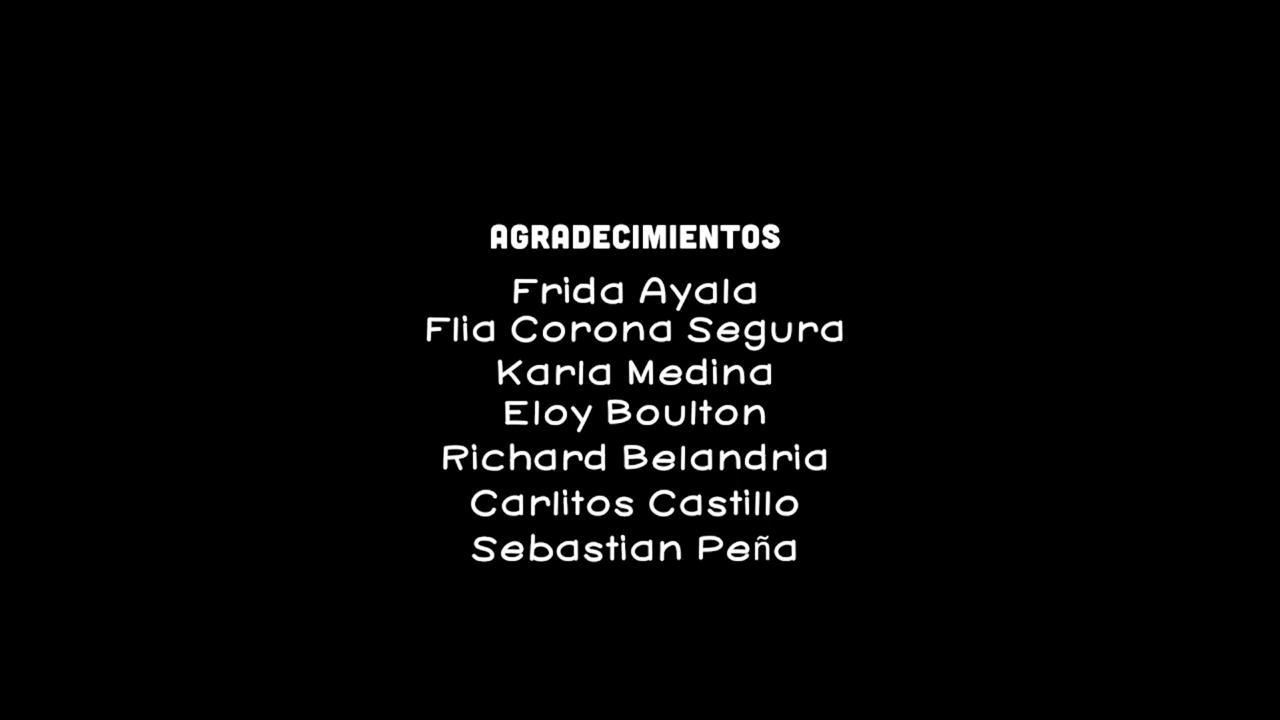 AGRADECIMIENTOS
Frida Ayala
Flia Corona Segura
Karla Medina
Eloy Boulton
Richard Belandria
Carlitos Castillo
Sebastian Peña